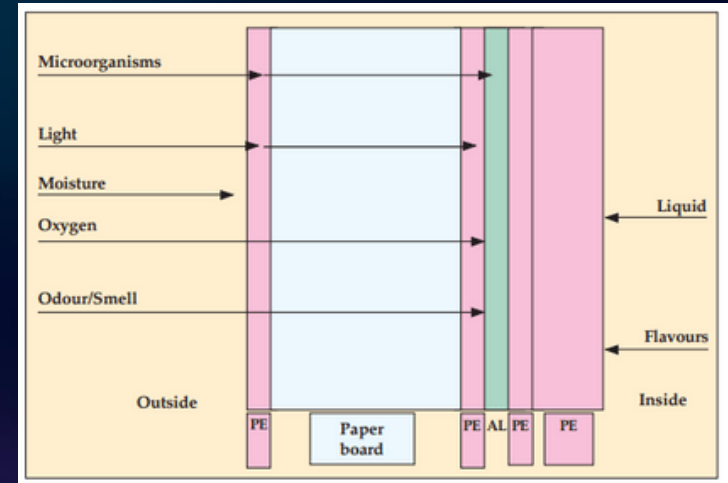 Microorganisms
Light
Moisture
Oxygen
Odour/Smell
Liquid
Flavours
Outside
Inside
PE
Paper
board
PE AL PE
PE